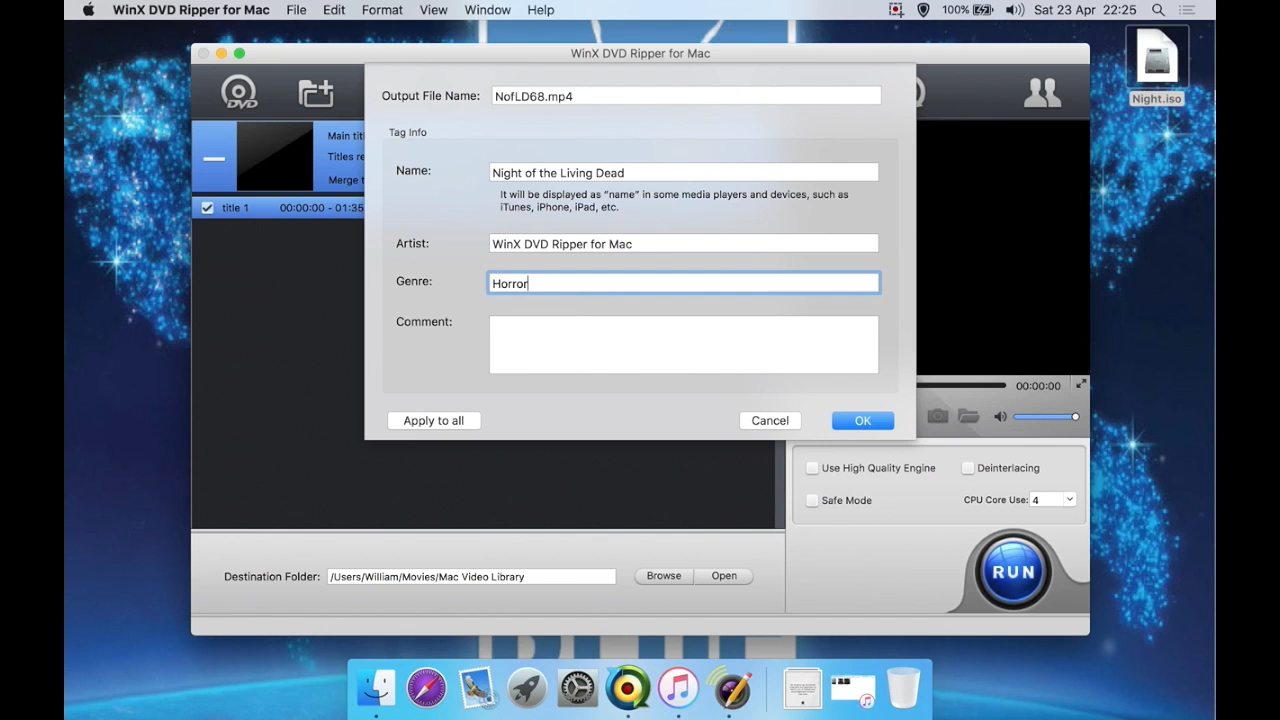 WinX DVD Ripper for Mac File Edit Format View Window Help 100% Sat 23 Apr 22:25
WinX DVD Ripper for Mac
Night.iso
DVD
Output File Name: NofLD68.mp4
Tag Info
Main tit
Titles re
Merge t
title 1 00:00:00 - 01:35
Name: Night of the Living Dead
It will be displayed as “name” in some media players and devices, such as
iTunes, iPhone, iPad, etc.
Artist: WinX DVD Ripper for Mac
Genre: Horror
Comment:
Apply to all Cancel OK
00:00:00
Use High Quality Engine Deinterlacing
Safe Mode CPU Core Use: 4
RUN
Destination Folder: /Users/William/Movies/Mac Video Library Browse Open